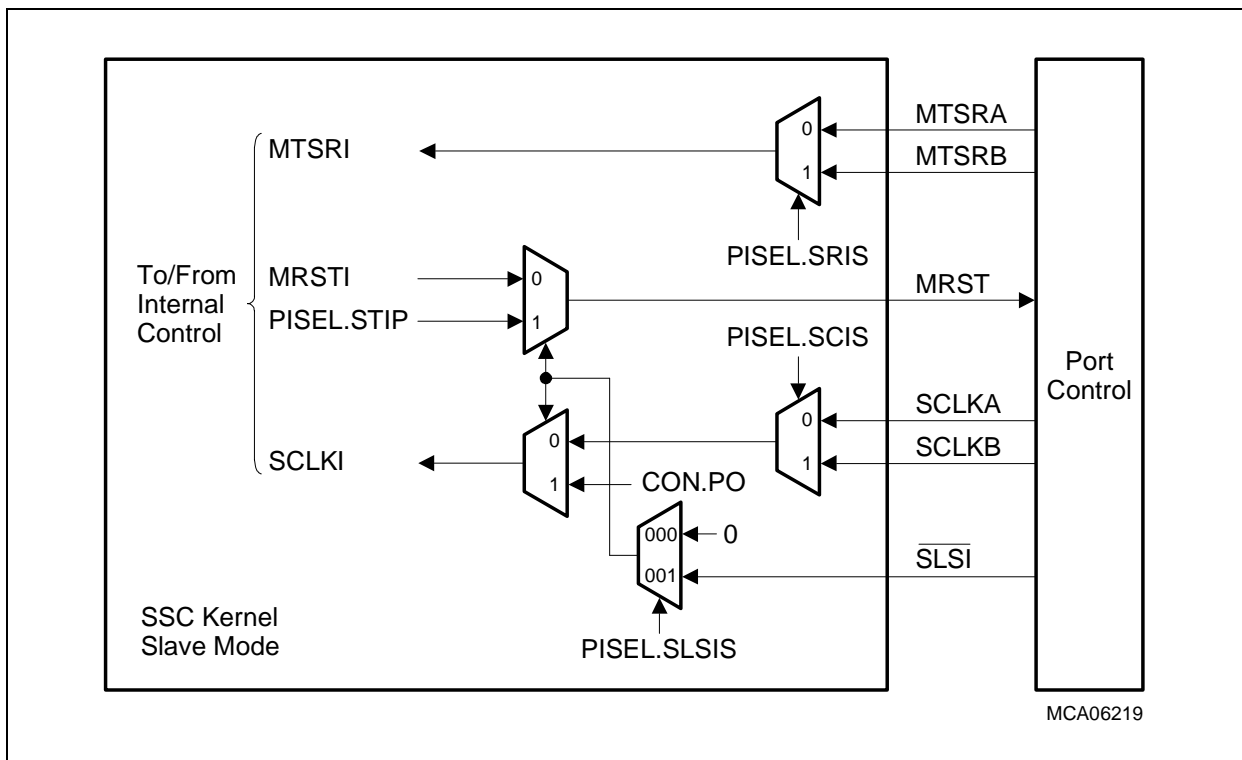 MTSRA
0
MTSRI
MTSRB
1
PISEL.SRIS
To/From
Internal
Control
MRSTI
0
MRST
PISEL.STIP
1
PISEL.SCIS
Port
Control
SCLKA
0
0
SCLKB
SCLKI
1
1
CON.PO
000
0
SLSI
001
SSC Kernel
Slave Mode
PISEL.SLSIS
MCA06219